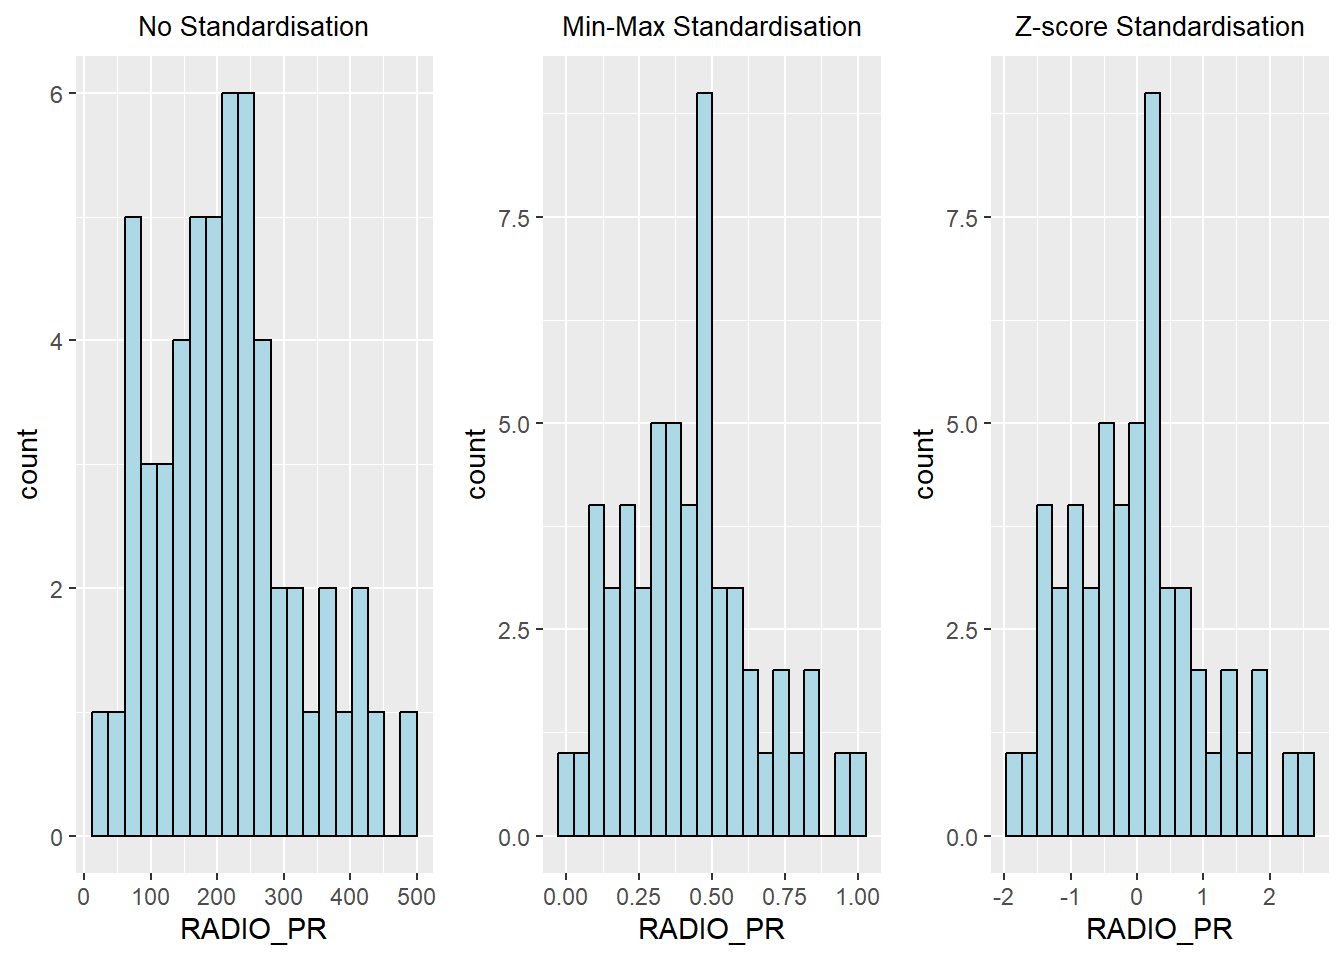 No Standardisation
6
4
2
0
count
0 100 200 300 400 500
RADIO_PR
Min-Max Standardisation
7.5
5.0
2.5
0.0
count
0.00 0.25 0.50 0.75 1.00
RADIO_PR
Z-score Standardisation
7.5
5.0
2.5
0.0
count
-2 -1 0 1 2
RADIO_PR